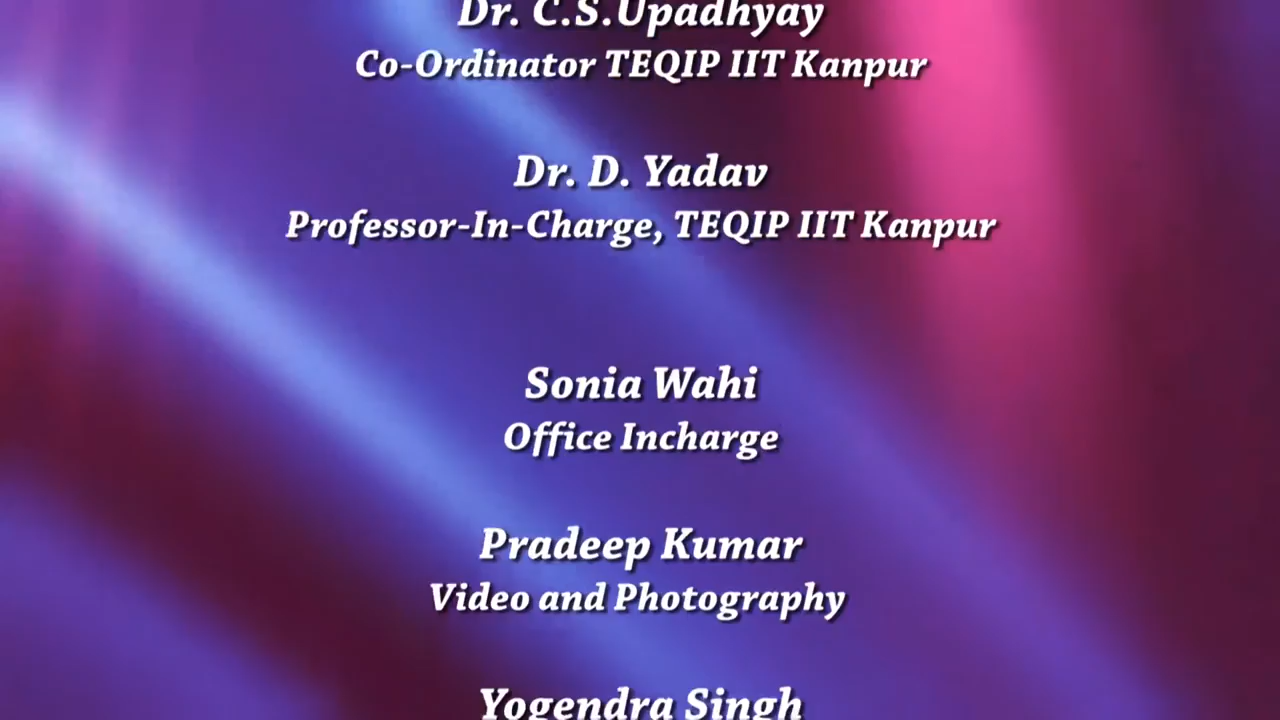 Dr. C.S.Upadhyay
Co-Ordinator TEQIP IIT Kanpur
Dr. D. Yadav
Professor-In-Charge, TEQIP IIT Kanpur
Sonia Wahi
Office Incharge
Pradeep Kumar
Video and Photography
Yogendra Singh